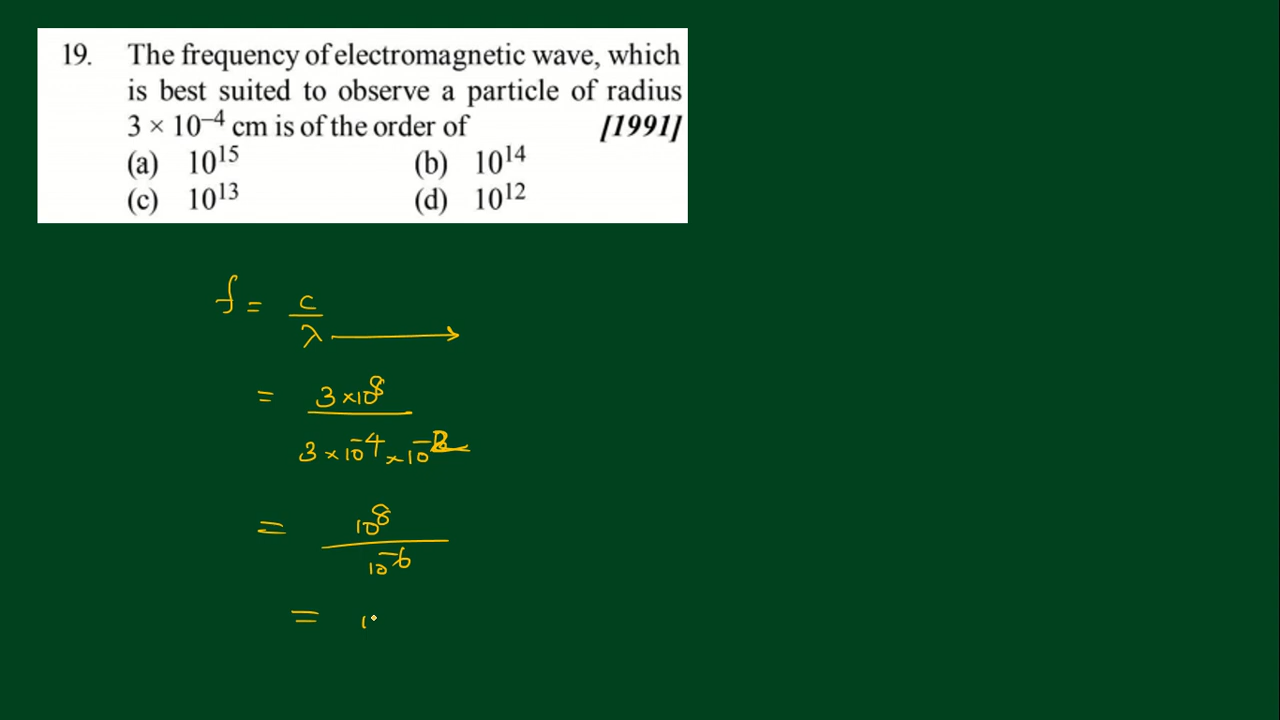 19. The frequency of electromagnetic wave, which
is best suited to observe a particle of radius
3 × 10⁻⁴ cm is of the order of [1991]
(a) 10¹⁵ (b) 10¹⁴
(c) 10¹³ (d) 10¹²
f = c/λ →
= 3×10⁸ / 3×10⁻⁴×10⁻²
= 10⁸ / 10⁻⁶
=